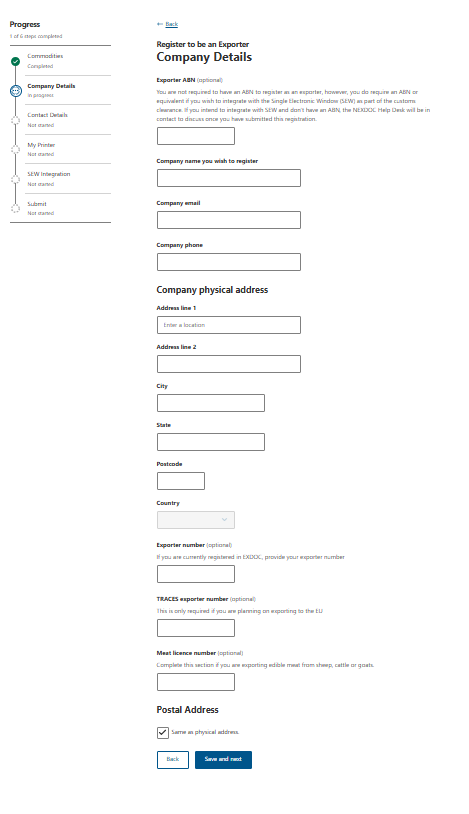 Progress
1 of 6 steps completed
Commodities
Completed
Company Details
In progress
Contact Details
Not started
My Printer
Not started
SEW Integration
Not started
Submit
Not started
← Back
Register to be an Exporter
Company Details
Exporter ABN (optional)
You are not required to have an ABN to register as an exporter, however, you do require an ABN or
equivalent if you wish to integrate with the Single Electronic Window (SEW) as part of the customs
clearance. If you intend to integrate with SEW and don't have an ABN, the NEXDOC Help Desk will be in
contact to discuss once you have submitted this registration.
Company name you wish to register
Company email
Company phone
Company physical address
Address line 1
Enter a location
Address line 2
City
State
Postcode
Country
Exporter number (optional)
If you are currently registered in EXDOC, provide your exporter number
TRACES exporter number (optional)
This is only required if you are planning on exporting to the EU
Meat licence number (optional)
Complete this section if you are exporting edible meat from sheep, cattle or goats.
Postal Address
Same as physical address.
Back
Save and next